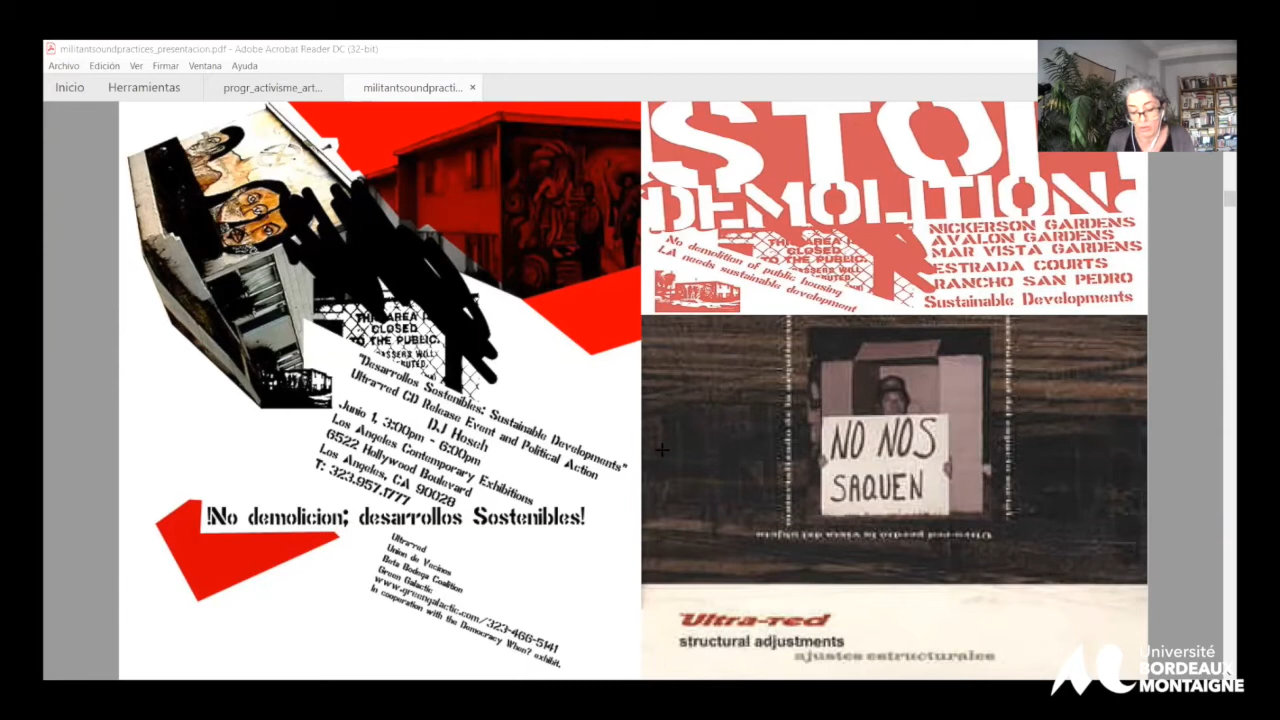 militantsoundpractices_presentacion.pdf - Adobe Acrobat Reader DC (32-bit)
Archivo Edición Ver Firmar Ventana Ayuda
Inicio Herramientas progr_activisme_art... militantsoundpracti... ×
AREA IS
CLOSED
TO THE PUBLIC.
"Desarrollos Sostenibles: Sustainable Developments"
Ultra-red CD Release Event and Political Action
DJ Hoseh
Junio 1, 3:00pm - 6:00pm
Los Angeles Contemporary Exhibitions
6522 Hollywood Boulevard
Los Angeles, CA 90028
T: 323.957.1777
!No demolicion; desarrollos Sostenibles!
Ultra-red
Union de Vecinos
Beta Bodega Coalition
Green Galactic
www.greengalactic.com/323-466-5141
In cooperation with the Democracy When? exhibit.
STO
DEMOLITION
NICKERSON GARDENS
AVALON GARDENS
MAR VISTA GARDENS
ESTRADA COURTS
RANCHO SAN PEDRO
Sustainable Developments
No demolition of public housing
LA needs sustainable development
AREA IS
CLOSED
TO THE PUBLIC.
NO NOS
SAQUEN
Ultra-red
structural adjustments
ajustes estructurales
Université
BORDEAUX
MONTAIGNE